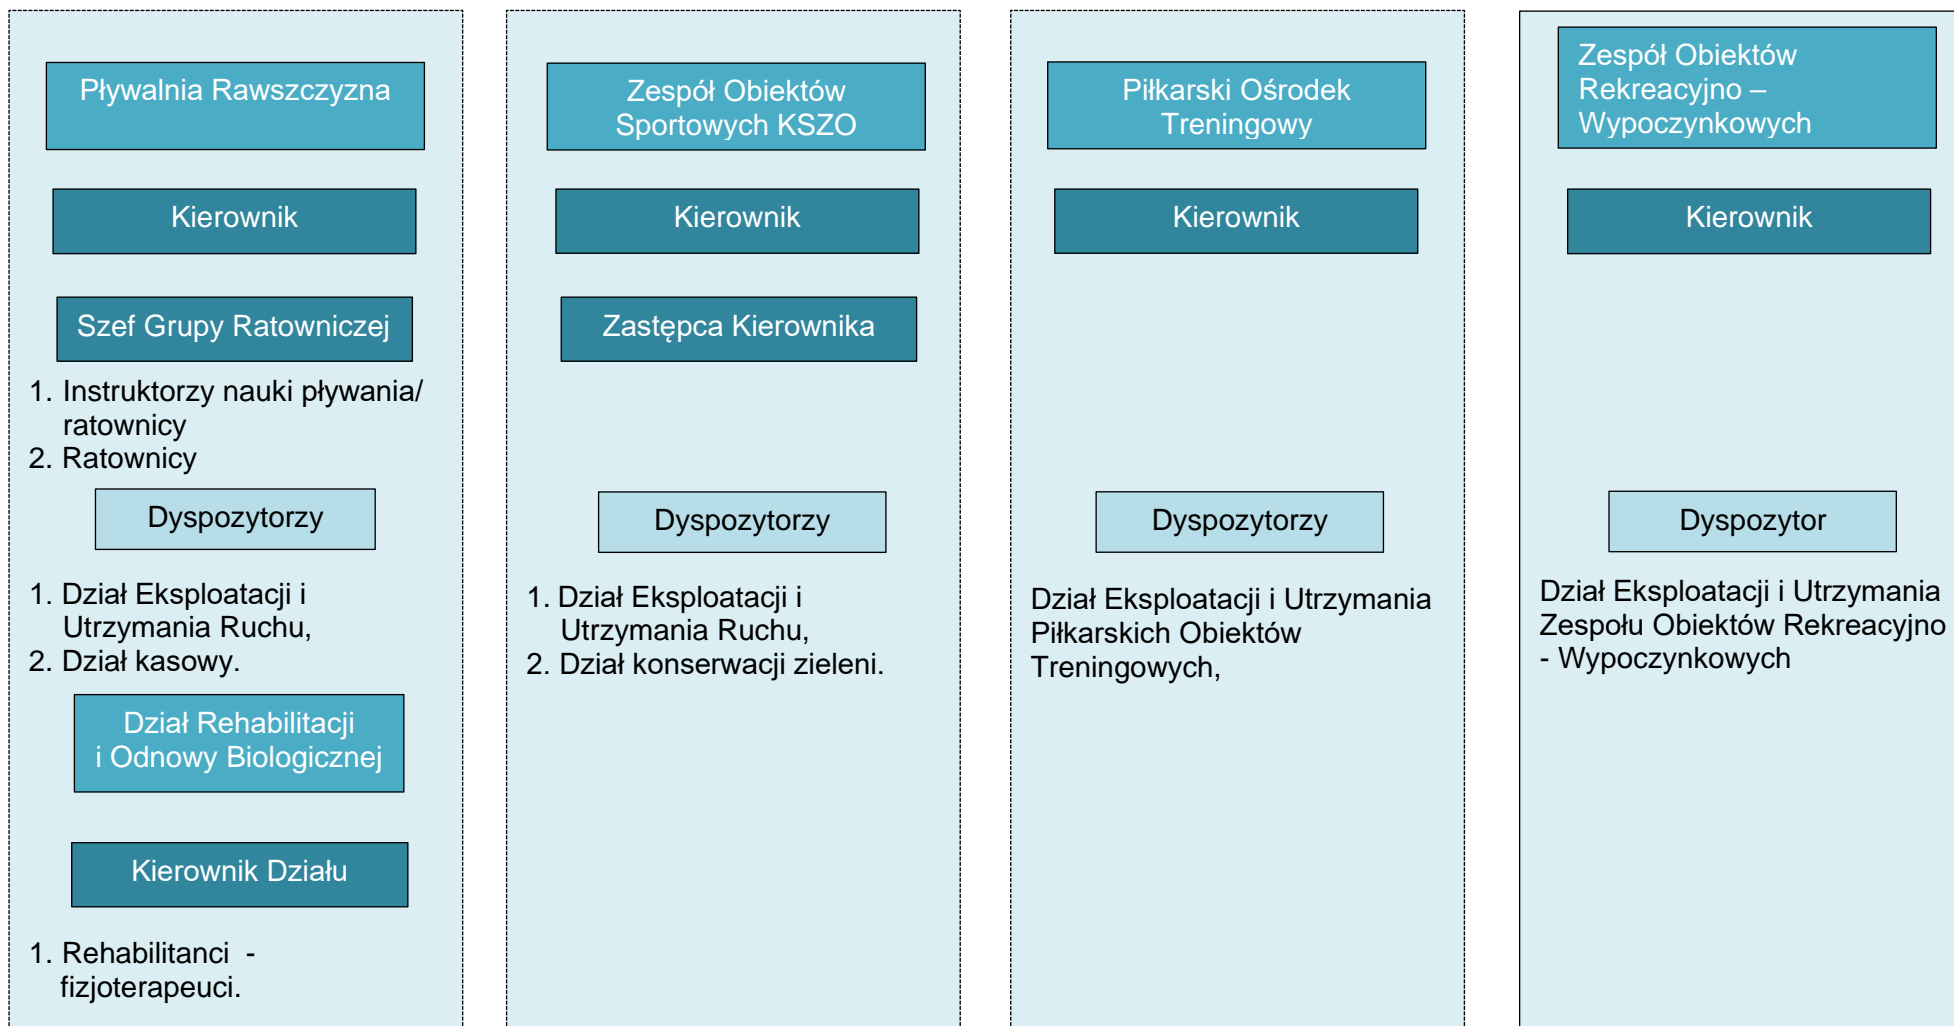 Pływalnia Rawszczyzna
Kierownik
Szef Grupy Ratowniczej
1. Instruktorzy nauki pływania/
ratownicy
2. Ratownicy
Dyspozytorzy
1. Dział Eksploatacji i
Utrzymania Ruchu,
2. Dział kasowy.
Dział Rehabilitacji
i Odnowy Biologicznej
Kierownik Działu
1. Rehabilitanci -
fizjoterapeuci.
Zespół Obiektów
Sportowych KSZO
Kierownik
Zastępca Kierownika
Dyspozytorzy
1. Dział Eksploatacji i
Utrzymania Ruchu,
2. Dział konserwacji zieleni.
Piłkarski Ośrodek
Treningowy
Kierownik
Dyspozytorzy
Dział Eksploatacji i Utrzymania
Piłkarskich Obiektów
Treningowych,
Zespół Obiektów
Rekreacyjno –
Wypoczynkowych
Kierownik
Dyspozytor
Dział Eksploatacji i Utrzymania
Zespołu Obiektów Rekreacyjno
- Wypoczynkowych